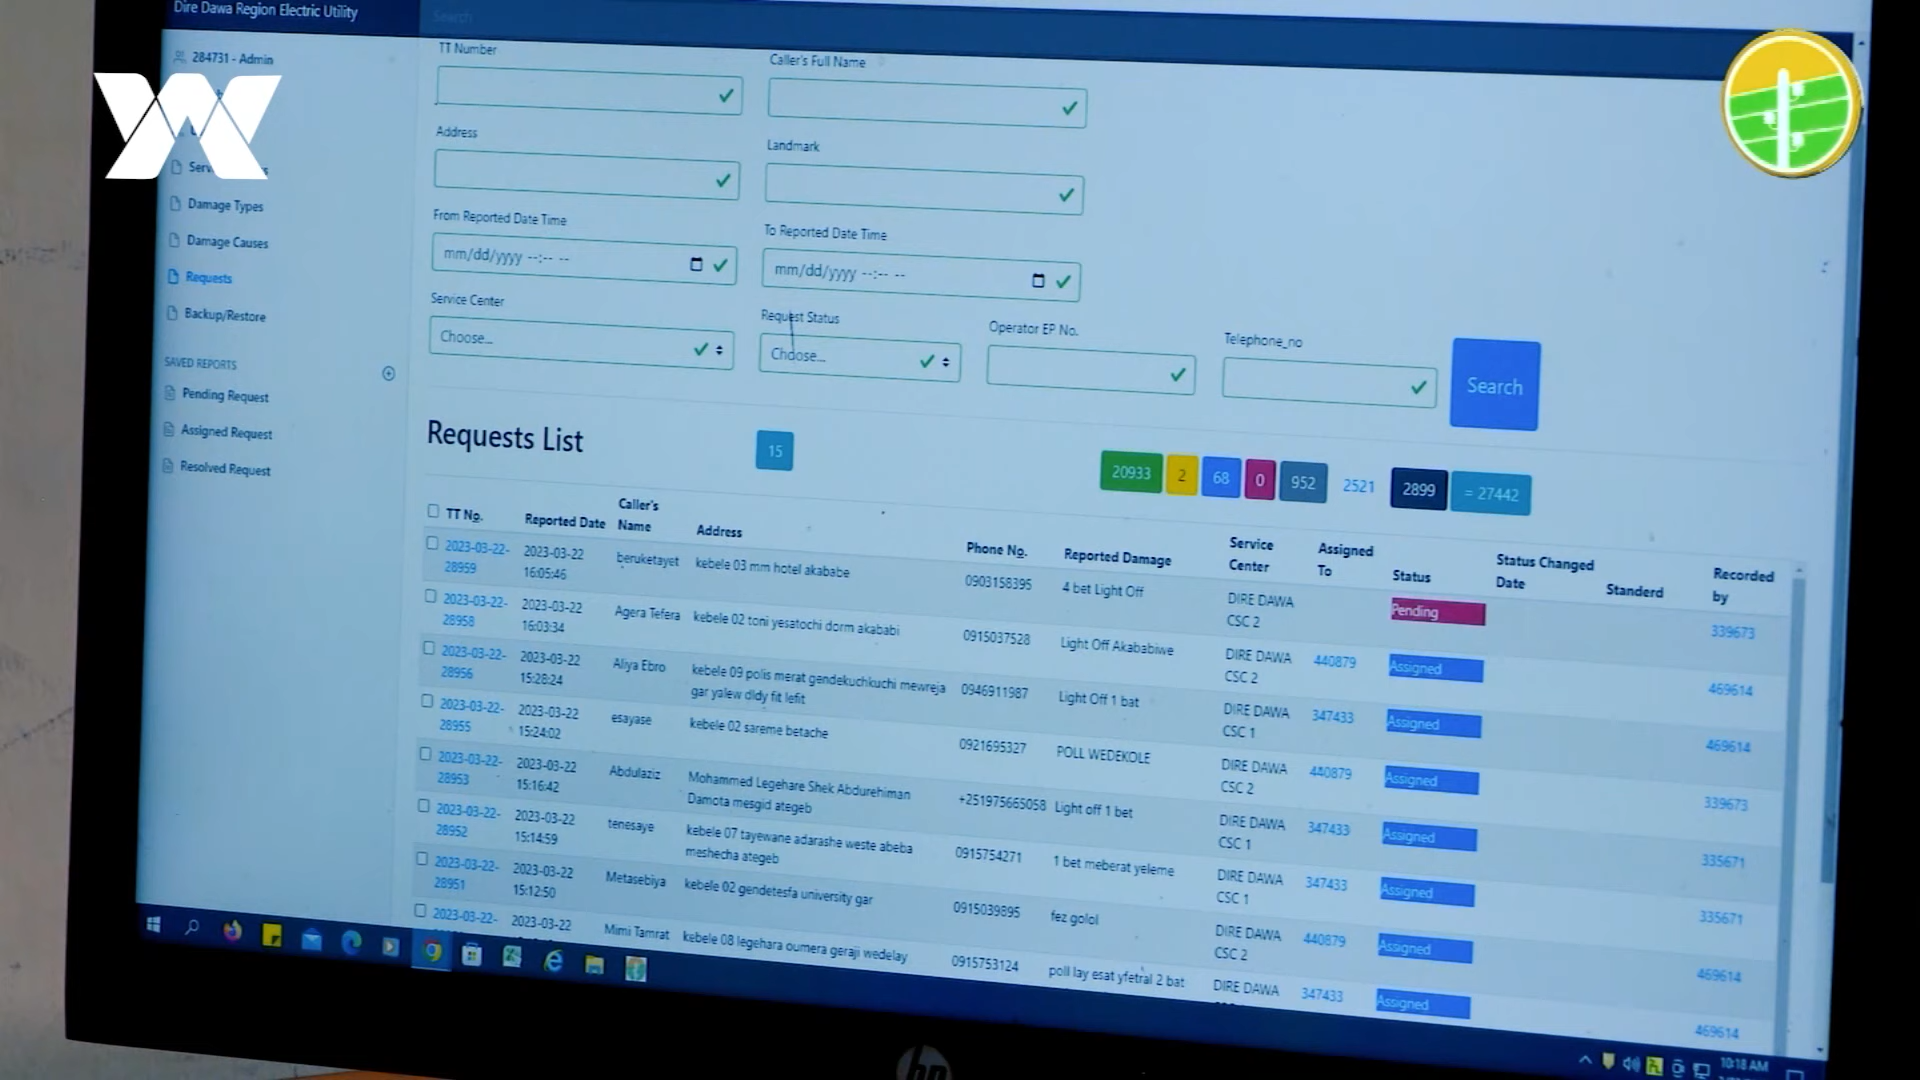 Dire Dawa Region Electric Utility
Search
284731 - Admin
Damage Types
Damage Causes
Requests
Backup/Restore
SAVED REPORTS
Pending Request
Assigned Request
Resolved Request
TT Number
Caller's Full Name
Address
Landmark
From Reported Date Time
To Reported Date Time
mm/dd/yyyy --:-- --
mm/dd/yyyy --:-- --
Service Center
Request Status
Operator EP No.
Telephone_no
Choose...
Choose...
Search
Requests List
15
20933 2 68 0 952 2521 2899 = 27442
TT No. Reported Date Caller's Name Address Phone No. Reported Damage Service Center Assigned To Status Status Changed Date Standerd Recorded by
2023-03-22-28959 2023-03-22 16:05:46 beruketayet kebele 03 mm hotel akababe 0903158395 4 bet Light Off DIRE DAWA CSC 2 Pending 339673
2023-03-22-28958 2023-03-22 16:03:34 Agera Tefera kebele 02 toni yesatochi dorm akababi 0915037528 Light Off Akababiwe DIRE DAWA CSC 2 440879 Assigned 469614
2023-03-22-28956 2023-03-22 15:28:24 Aliya Ebro kebele 09 polis merat gendekuchkuchi mewreja gar yalew dldy fit lefit 0946911987 Light Off 1 bat DIRE DAWA CSC 1 347433 Assigned 469614
2023-03-22-28955 2023-03-22 15:24:02 esayase kebele 02 sareme betache 0921695327 POLL WEDEKOLE DIRE DAWA CSC 2 440879 Assigned 339673
2023-03-22-28953 2023-03-22 15:16:42 Abdulaziz Mohammed Legehare Shek Abdurehiman Damota mesgid ategeb +251975665058 Light off 1 bet DIRE DAWA CSC 1 347433 Assigned 335671
2023-03-22-28952 2023-03-22 15:14:59 tenesaye kebele 07 tayewane adarashe weste abeba meshecha ategeb 0915754271 1 bet meberat yeleme DIRE DAWA CSC 1 347433 Assigned 335671
2023-03-22-28951 2023-03-22 15:12:50 Metasebiya kebele 02 gendetesfa university gar 0915039895 fez golol DIRE DAWA CSC 2 440879 Assigned 469614
2023-03-22- 2023-03-22 Mimi Tamrat kebele 08 legehara oumera geraji wedelay 0915753124 poll lay esat yfetral 2 bat DIRE DAWA 347433 Assigned 469614
10:18 AM
hp